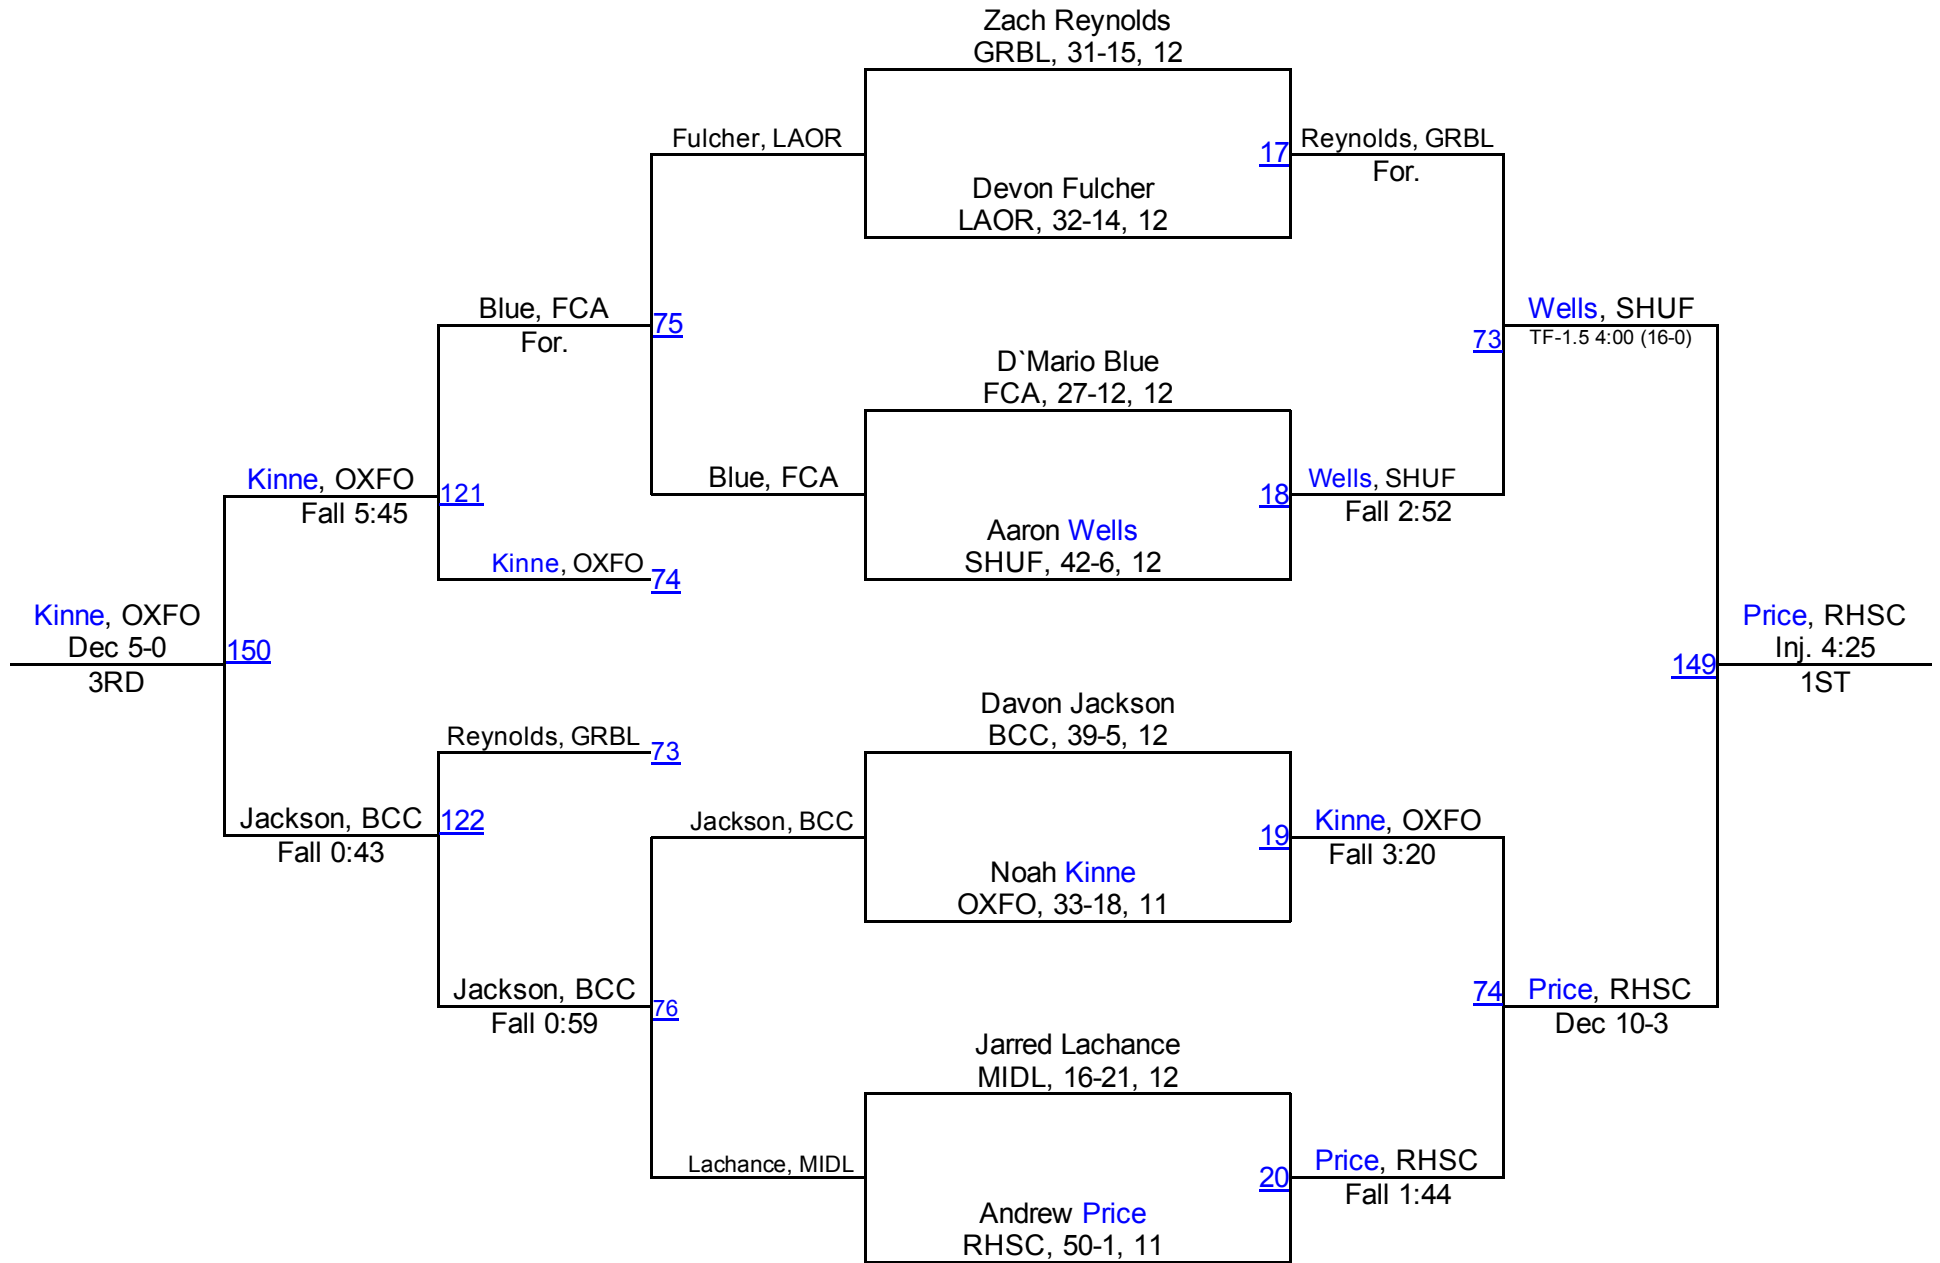 Zach Reynolds
GRBL, 31-15, 12
Fulcher, LAOR
17
Reynolds, GRBL
For.
Devon Fulcher
LAOR, 32-14, 12
Blue, FCA
For.
75
Wells, SHUF
TF-1.5 4:00 (16-0)
73
D`Mario Blue
FCA, 27-12, 12
Kinne, OXFO
Fall 5:45
121
Blue, FCA
18
Wells, SHUF
Fall 2:52
Aaron Wells
SHUF, 42-6, 12
Kinne, OXFO
74
Kinne, OXFO
Dec 5-0
3RD
150
Price, RHSC
Inj. 4:25
1ST
149
Davon Jackson
BCC, 39-5, 12
Reynolds, GRBL
73
Jackson, BCC
Fall 0:43
122
Jackson, BCC
19
Kinne, OXFO
Fall 3:20
Noah Kinne
OXFO, 33-18, 11
Jackson, BCC
Fall 0:59
76
74
Price, RHSC
Dec 10-3
Jarred Lachance
MIDL, 16-21, 12
Lachance, MIDL
20
Price, RHSC
Fall 1:44
Andrew Price
RHSC, 50-1, 11